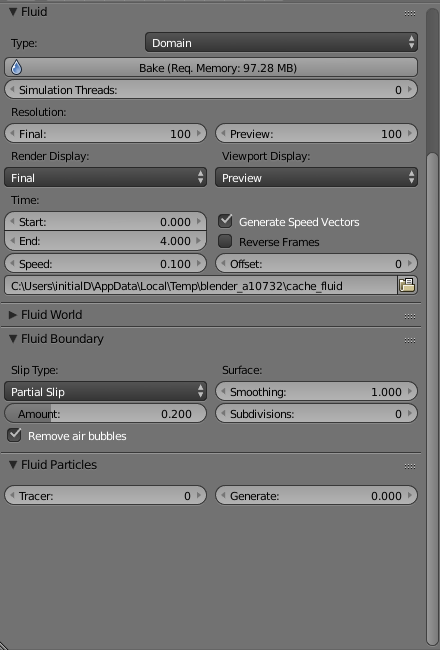 Fluid
Type: Domain
Bake (Req. Memory: 97.28 MB)
Simulation Threads: 0
Resolution:
Final: 100 Preview: 100
Render Display: Viewport Display:
Final Preview
Time:
Start: 0.000 Generate Speed Vectors
End: 4.000 Reverse Frames
Speed: 0.100 Offset: 0
C:\Users\initialD\AppData\Local\Temp\blender_a10732\cache_fluid
Fluid World
Fluid Boundary
Slip Type: Surface:
Partial Slip Smoothing: 1.000
Amount: 0.200 Subdivisions: 0
Remove air bubbles
Fluid Particles
Tracer: 0 Generate: 0.000